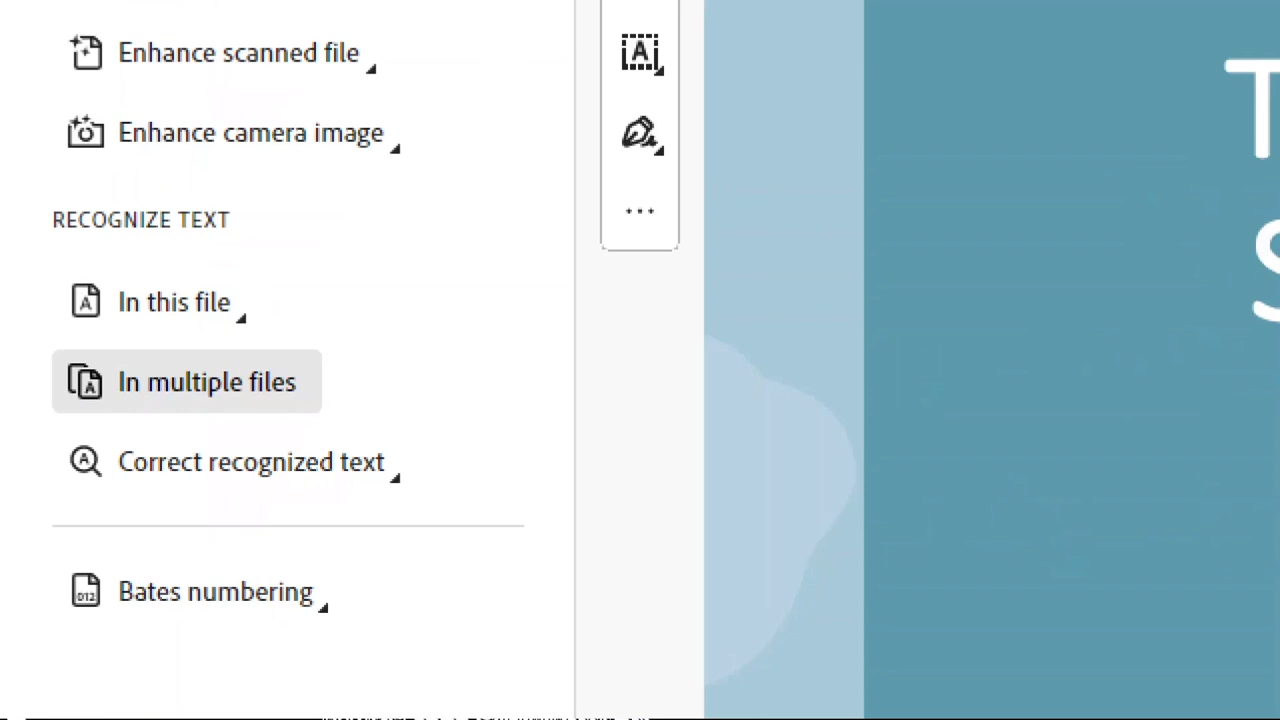 Enhance scanned file
Enhance camera image
RECOGNIZE TEXT
In this file
In multiple files
Correct recognized text
Bates numbering